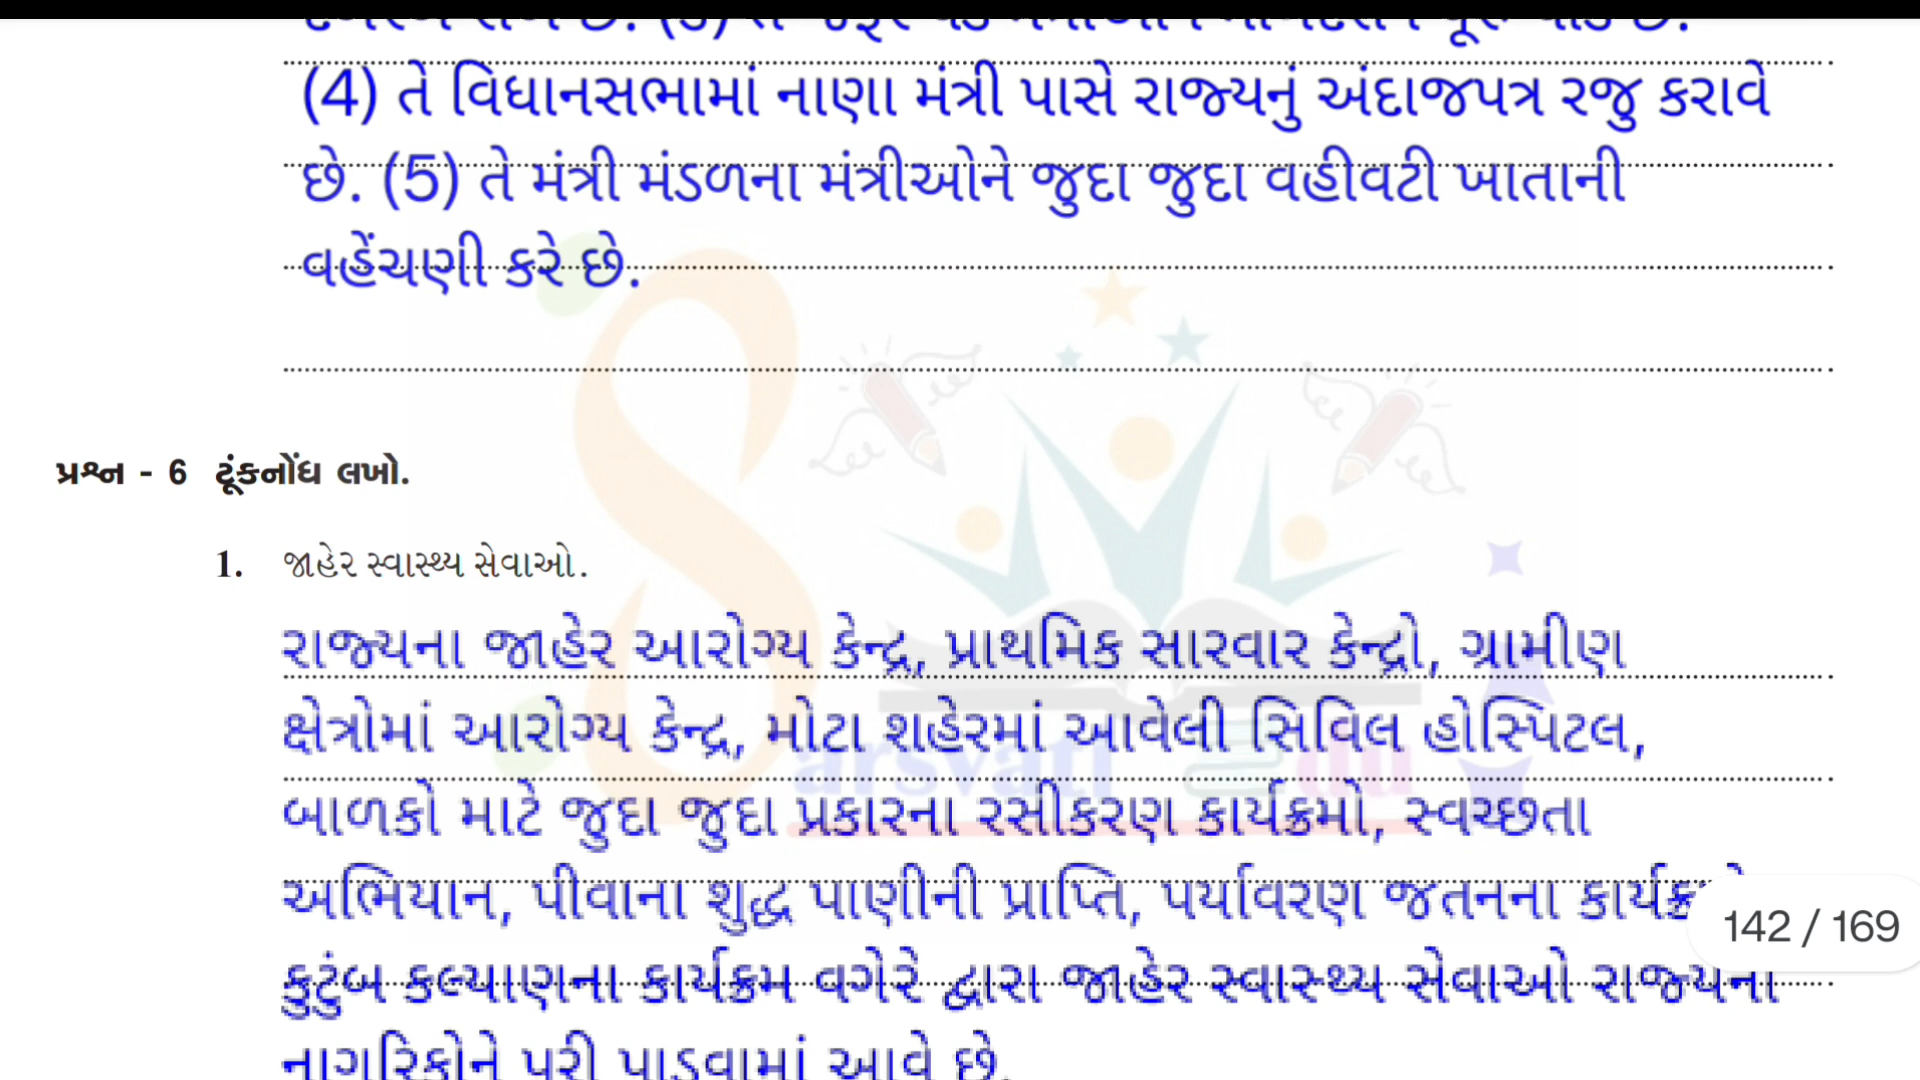 (4) તે વિધાનસભામાં નાણા મંત્રી પાસે રાજ્યનું અંદાજપત્ર રજુ કરાવે
છે. (5) તે મંત્રી મંડળના મંત્રીઓને જુદા જુદા વહીવટી ખાતાની
વહેંચણી કરે છે.
પ્રશ્ન - 6 ટૂંકનોંધ લખો.
1. જાહેર સ્વાસ્થ્ય સેવાઓ.
રાજ્યના જાહેર આરોગ્ય કેન્દ્ર, પ્રાથમિક સારવાર કેન્દ્રો, ગ્રામીણ
ક્ષેત્રોમાં આરોગ્ય કેન્દ્ર, મોટા શહેરમાં આવેલી સિવિલ હોસ્પિટલ,
બાળકો માટે જુદા જુદા પ્રકારના રસીકરણ કાર્યક્રમો, સ્વચ્છતા
અભિયાન, પીવાના શુદ્ધ પાણીની પ્રાપ્તિ, પર્યાવરણ જતનના
142 / 169
કુટુંબ કલ્યાણના કાર્યક્રમ વગેરે દ્વારા જાહેર સ્વાસ્થ્ય સેવાઓ રાજ્યના
નાગરિકોને પૂરી પાડવામાં આવે છે.